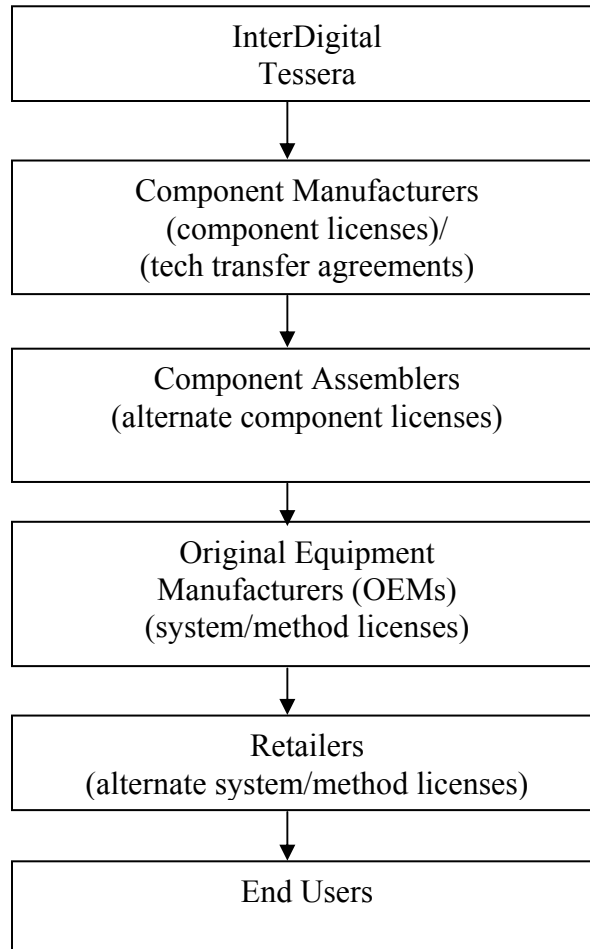 InterDigital
Tessera
Component Manufacturers
(component licenses)/
(tech transfer agreements)
Component Assemblers
(alternate component licenses)
Original Equipment
Manufacturers (OEMs)
(system/method licenses)
Retailers
(alternate system/method licenses)
End Users